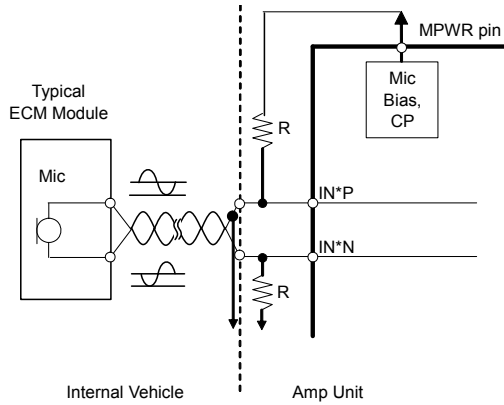 MPWR pin
Mic
Bias,
CP
Typical
ECM Module
Mic
R
IN*P
IN*N
R
Internal Vehicle
Amp Unit